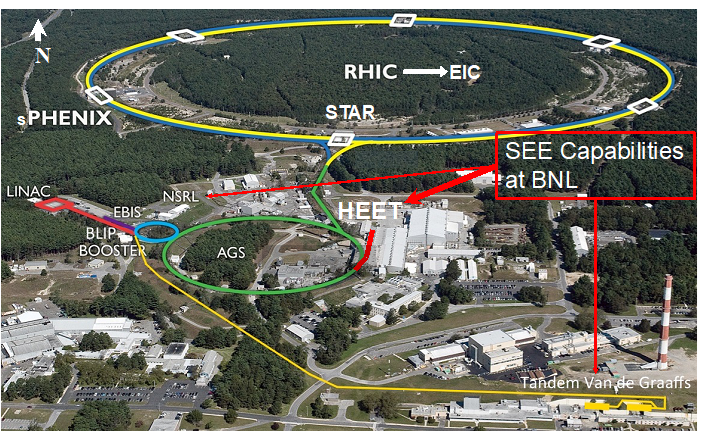 N
RHIC EIC
sPHENIX
STAR
SEE Capabilities
at BNL
LINAC
NSRL
EBIS
HEET
BLIP
BOOSTER
AGS
Tandem Van de Graaffs